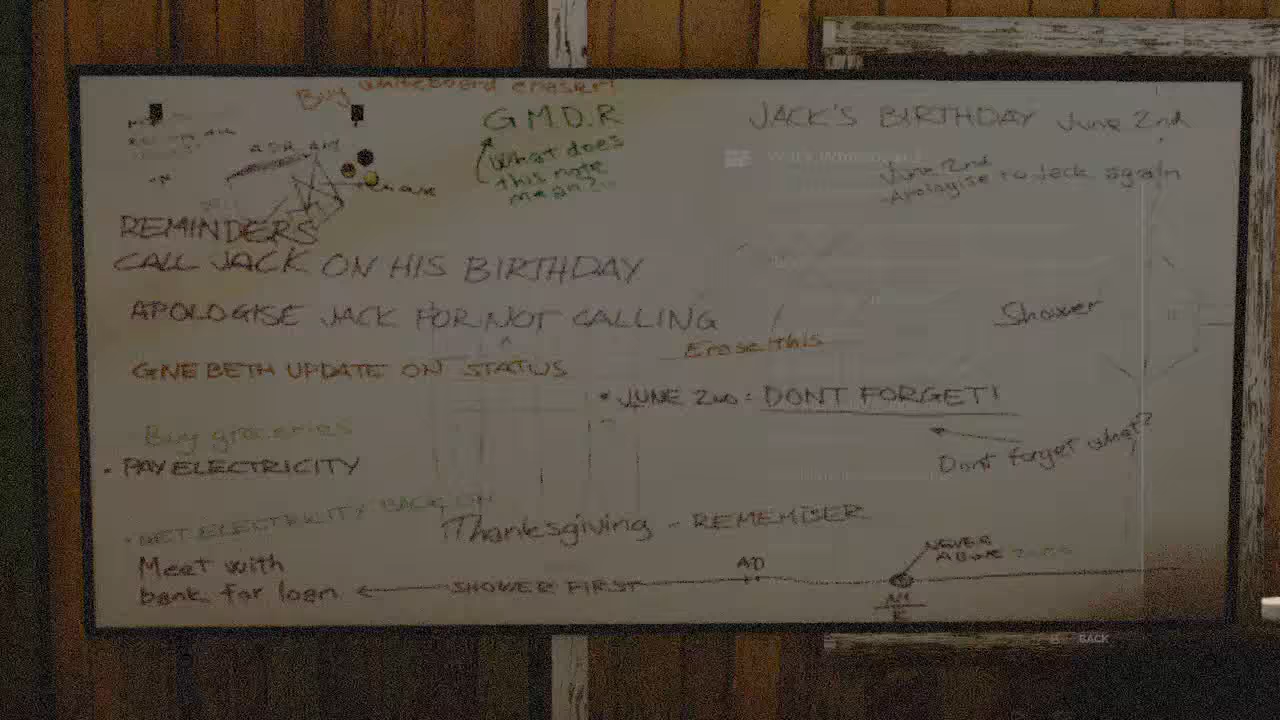 Buy whiteboard eraser!
G.M.D.R
What does
this note
mean?...
JACK'S BIRTHDAY June 2nd
June 2nd
Apologise to Jack again
REMINDERS
CALL JACK ON HIS BIRTHDAY
APOLOGISE JACK FOR NOT CALLING
Erase this
Shower
GIVE BETH UPDATE ON STATUS
• JUNE 2ND: DONT FORGET!
Dont forget what?
Buy groceries
• PAY ELECTRICITY
• GET ELECTRICITY BACK ON
Thanksgiving - REMEMBER
Meet with
bank for loan
SHOWER FIRST
AD
NEVER
ABOVE
BACK